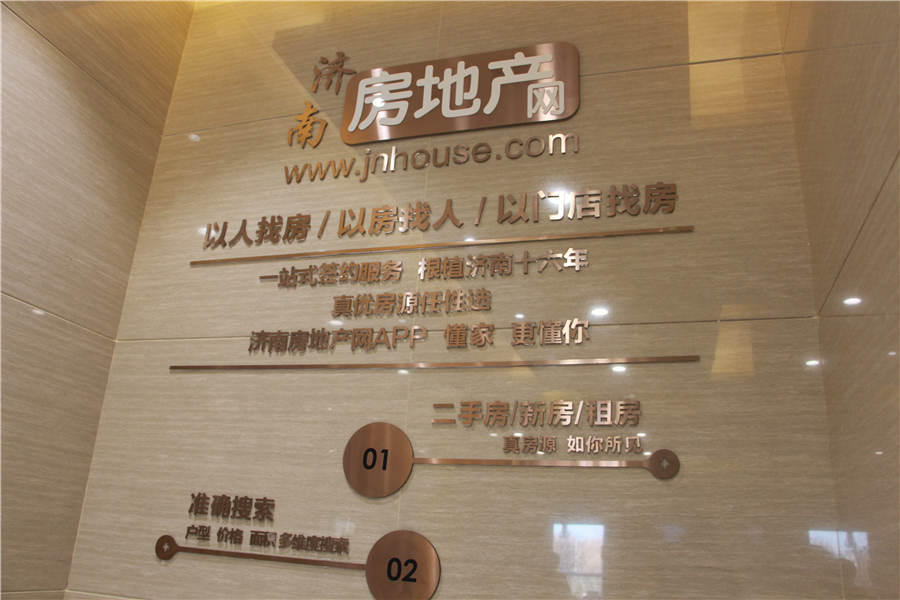 济南 房地产网
www.jnhouse.com
以人找房/以房找人/以门店找房
一站式签约服务 根植济南十六年
真优房源任性选
济南房地产网APP 懂家 更懂你
二手房/新房/租房
真房源 如你所见
01
准确搜索
户型 价格 面积 多维度搜索
02